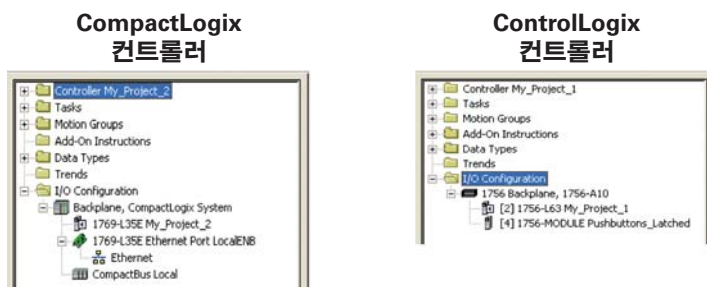 CompactLogix
컨트롤러
Controller My_Project_2
Tasks
Motion Groups
Add-On Instructions
Data Types
Trends
I/O Configuration
Backplane, CompactLogix System
1769-L35E My_Project_2
1769-L35E Ethernet Port LocalENB
Ethernet
CompactBus Local
ControlLogix
컨트롤러
Controller My_Project_1
Tasks
Motion Groups
Add-On Instructions
Data Types
Trends
I/O Configuration
1756 Backplane, 1756-A10
[2] 1756-L63 My_Project_1
[4] 1756-MODULE Pushbuttons_Latched